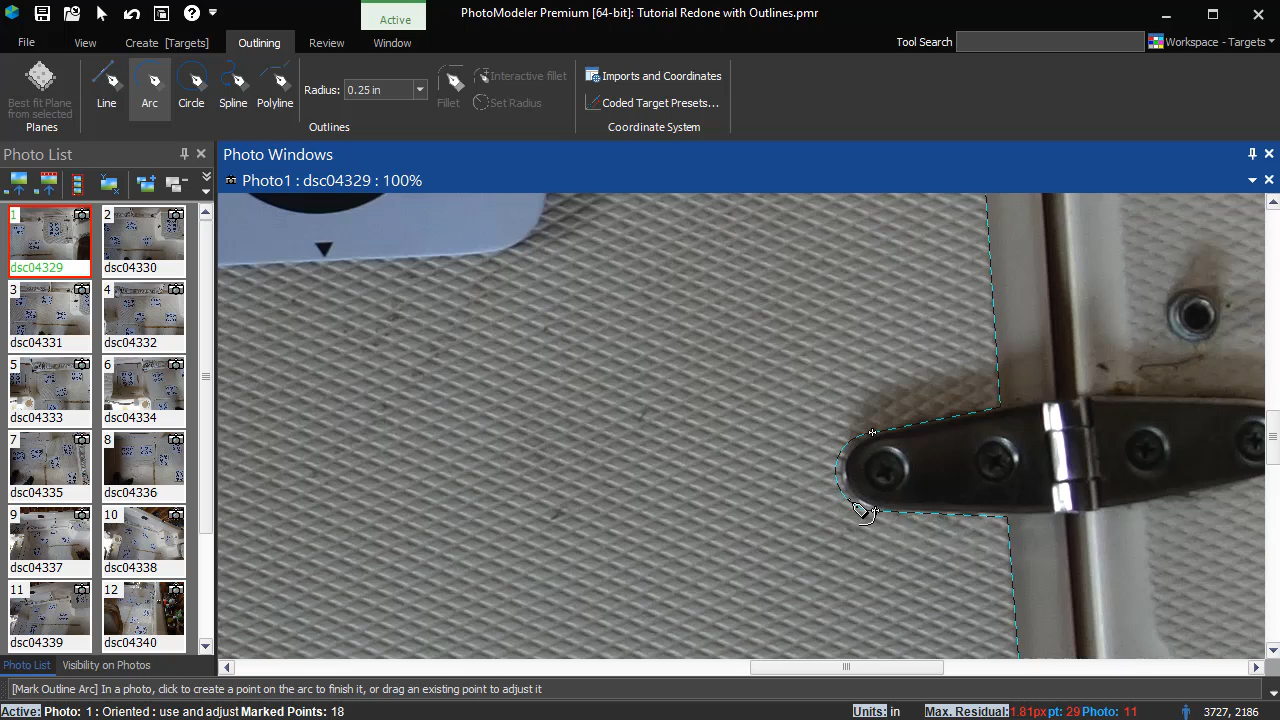 PhotoModeler Premium [64-bit]: Tutorial Redone with Outlines.pmr
Active
File
View
Create [Targets]
Outlining
Review
Window
Tool Search
Workspace - Targets
Best fit Plane
from selected
Planes
Line
Arc
Circle
Spline
Polyline
Radius: 0.25 in
Fillet
Interactive fillet
Set Radius
Outlines
Imports and Coordinates
Coded Target Presets...
Coordinate System
Photo List
Photo Windows
Photo1 : dsc04329 : 100%
1
dsc04329
2
dsc04330
3
dsc04331
4
dsc04332
5
dsc04333
6
dsc04334
7
dsc04335
8
dsc04336
9
dsc04337
10
dsc04338
11
dsc04339
12
dsc04340
Photo List
Visibility on Photos
[Mark Outline Arc] In a photo, click to create a point on the arc to finish it, or drag an existing point to adjust it
Active: Photo: 1 : Oriented : use and adjust Marked Points: 18
Units: in
Max. Residual: 1.81px pt: 29 Photo: 11
3727, 2186